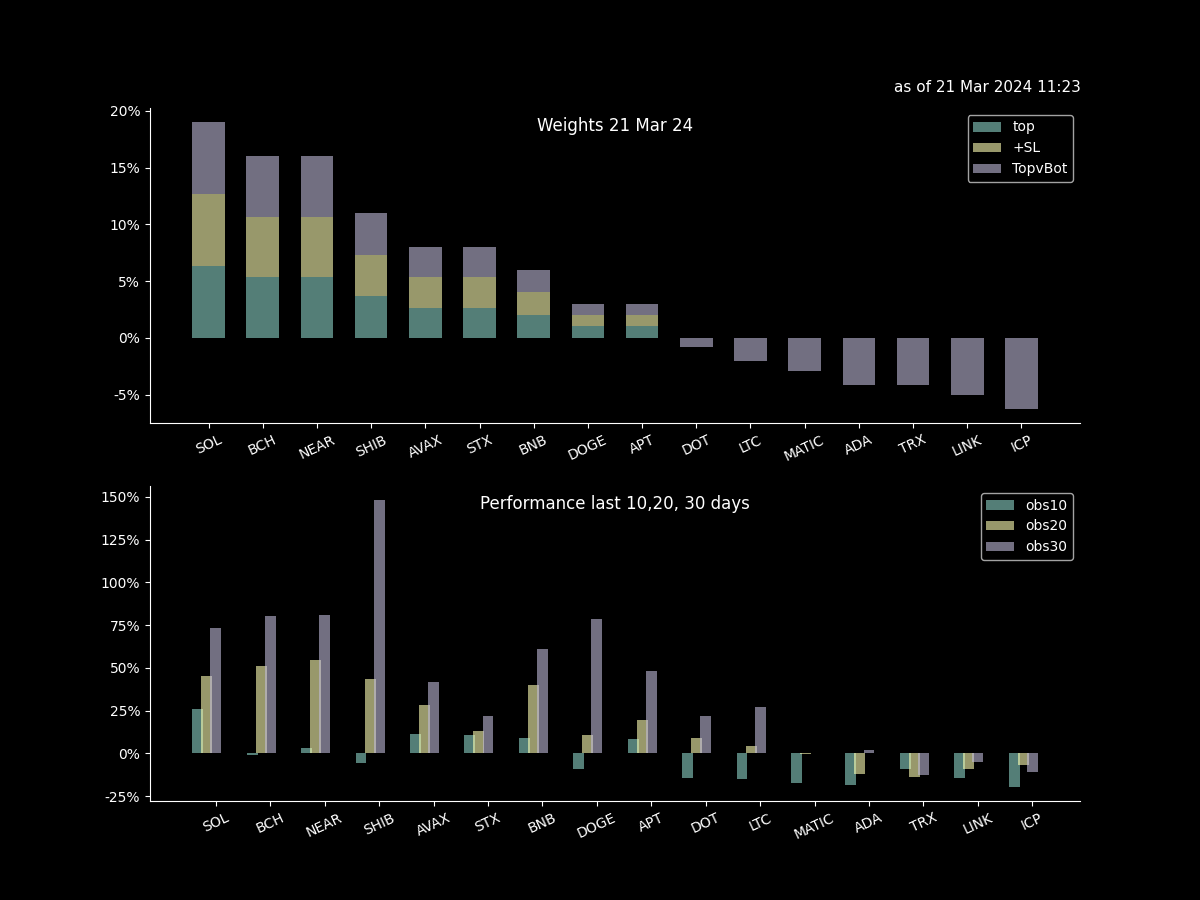 as of 21 Mar 2024 11:23
Weights 21 Mar 24
top
+SL
TopvBot
20%
15%
10%
5%
0%
-5%
SOL BCH NEAR SHIB AVAX STX BNB DOGE APT DOT LTC MATIC ADA TRX LINK ICP
Performance last 10,20, 30 days
obs10
obs20
obs30
150%
125%
100%
75%
50%
25%
0%
-25%
SOL BCH NEAR SHIB AVAX STX BNB DOGE APT DOT LTC MATIC ADA TRX LINK ICP